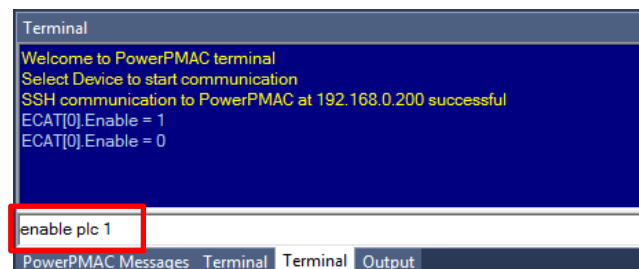 Terminal
Welcome to PowerPMAC terminal
Select Device to start communication
SSH communication to PowerPMAC at 192.168.0.200 successful
ECAT[0].Enable = 1
ECAT[0].Enable = 0
enable plc 1
PowerPMAC Messages Terminal Terminal Output